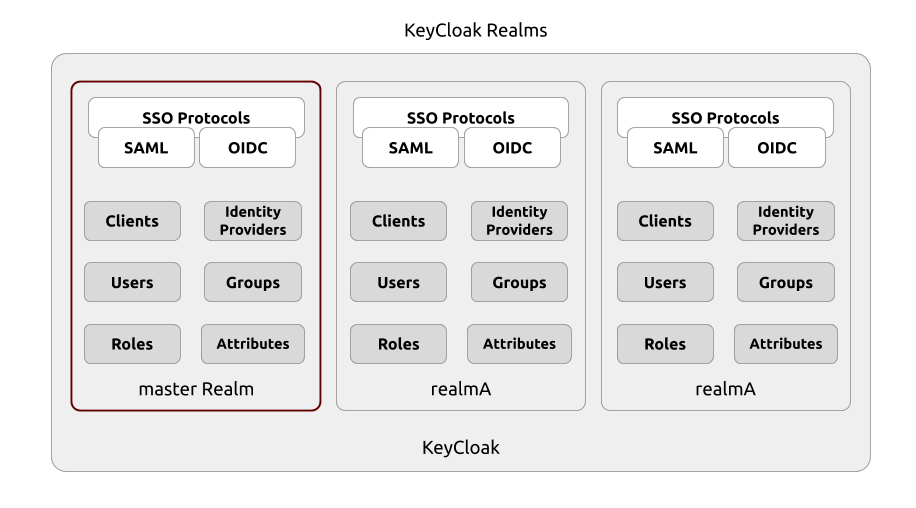 KeyCloak Realms
SSO Protocols
SAML
OIDC
Clients
Identity
Providers
Users
Groups
Roles
Attributes
master Realm
SSO Protocols
SAML
OIDC
Clients
Identity
Providers
Users
Groups
Roles
Attributes
realmA
SSO Protocols
SAML
OIDC
Clients
Identity
Providers
Users
Groups
Roles
Attributes
realmA
KeyCloak